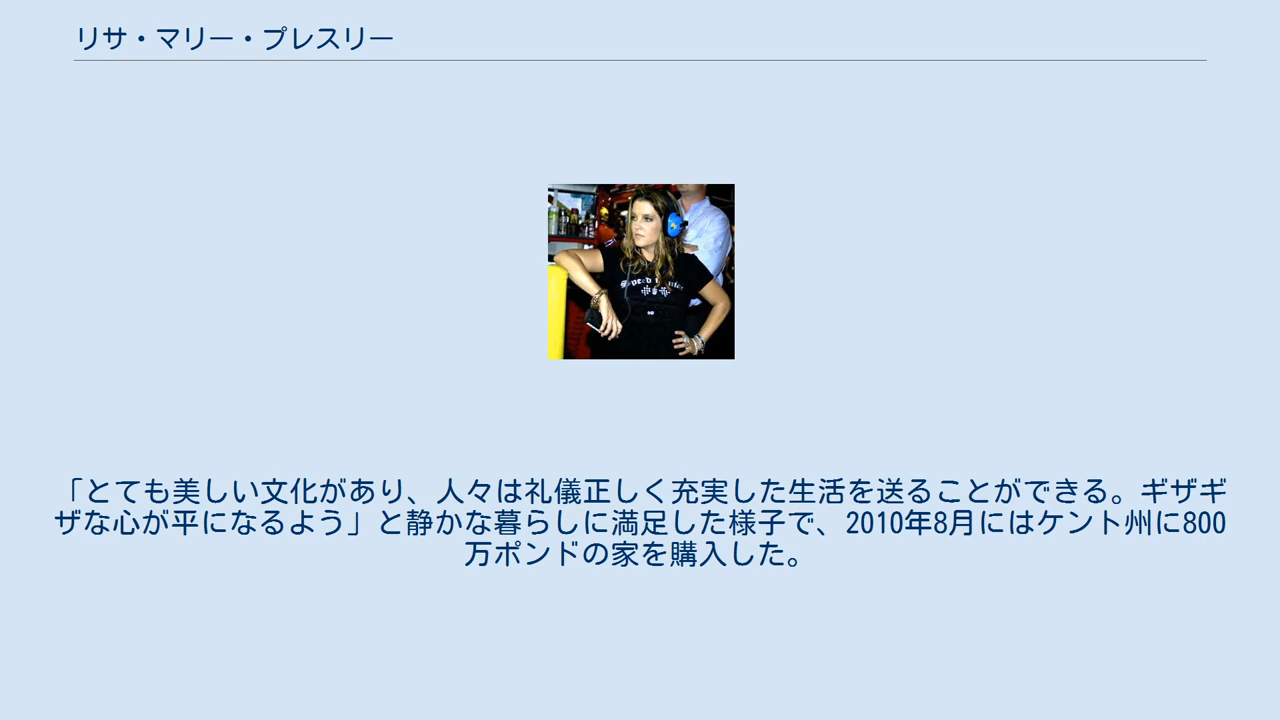 リサ・マリー・プレスリー
「とても美しい文化があり、人々は礼儀正しく充実した生活を送ることができる。ギザギ
ザな心が平になるよう」と静かな暮らしに満足した様子で、2010年8月にはケント州に800
万ポンドの家を購入した。